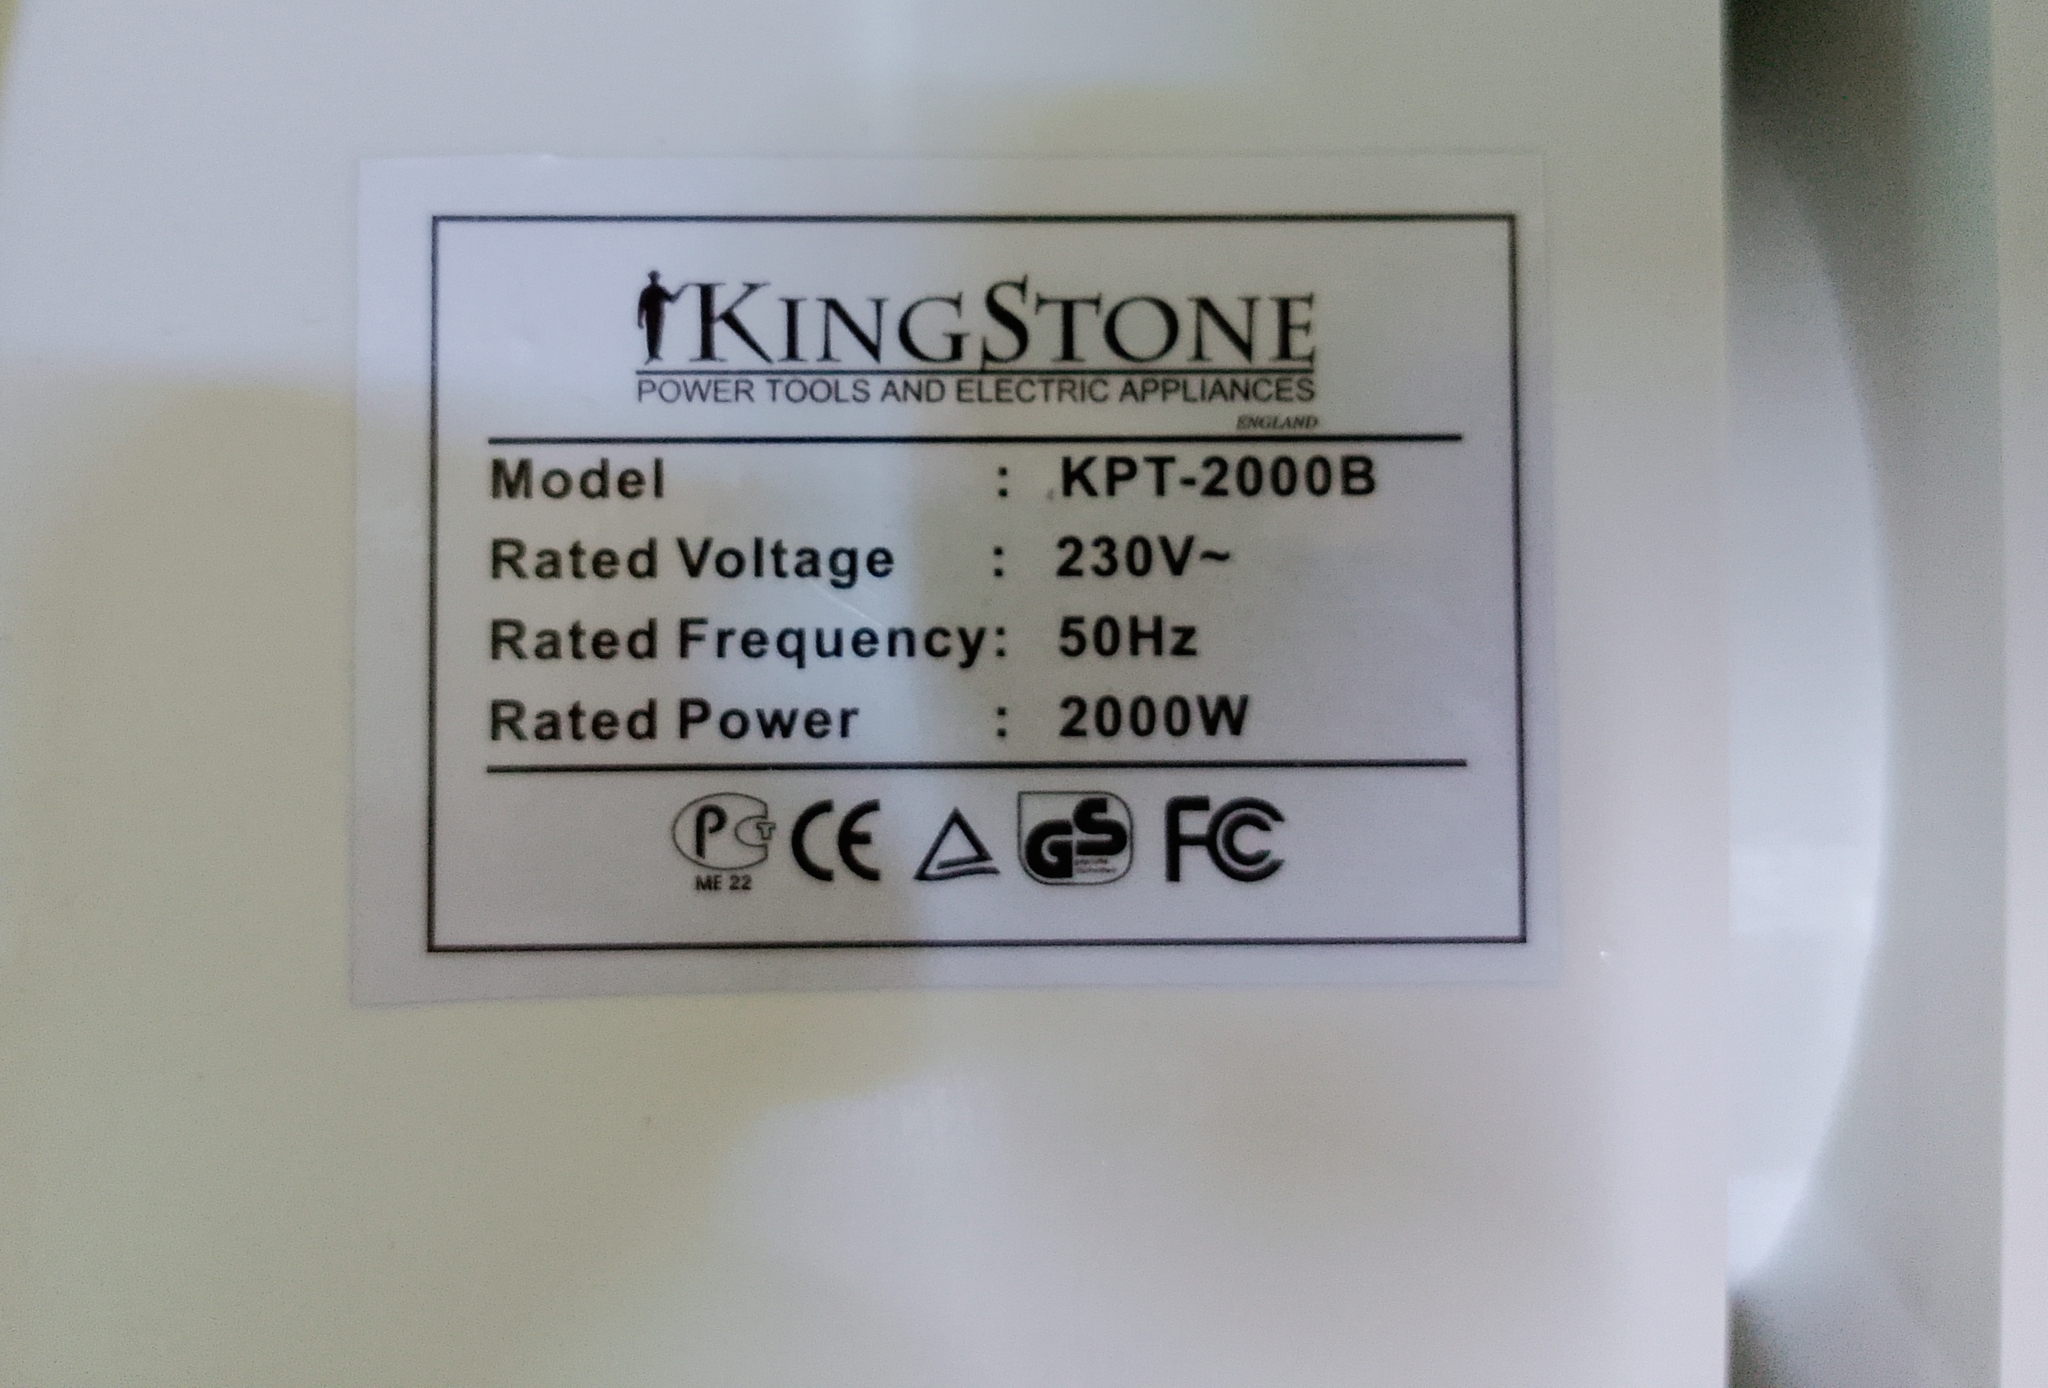 KINGSTONE
POWER TOOLS AND ELECTRIC APPLIANCES
ENGLAND
Model : KPT-2000B
Rated Voltage : 230V~
Rated Frequency: 50Hz
Rated Power : 2000W
PCT CE GS FC
ME 22